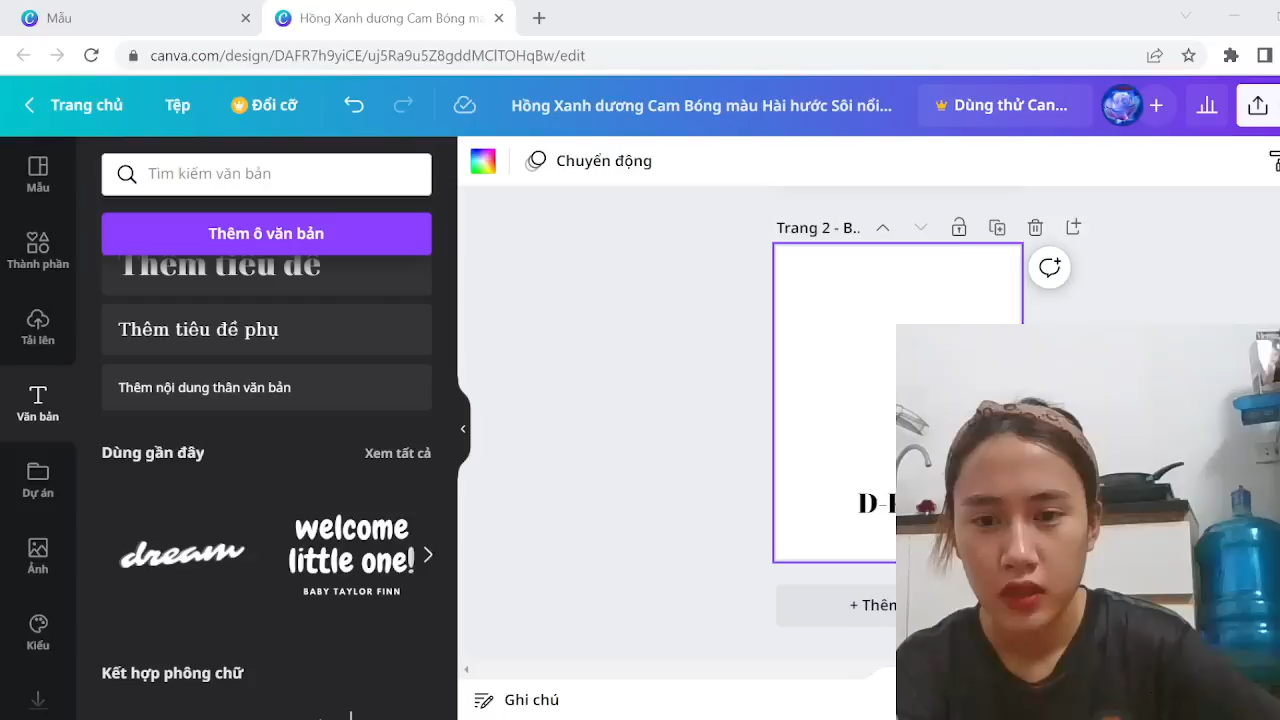 Mẫu
Hồng Xanh dương Cam Bóng mà
canva.com/design/DAFR7h9yiCE/uj5Ra9u5Z8gddMClTOHqBw/edit
Trang chủ
Tệp
Đổi cỡ
Hồng Xanh dương Cam Bóng màu Hài hước Sôi nổi...
Dùng thử Can...
Mẫu
Thành phần
Tải lên
Văn bản
Dự án
Ảnh
Kiểu
Tìm kiếm văn bản
Thêm ô văn bản
Thêm tiêu đề
Thêm tiêu đề phụ
Thêm nội dung thân văn bản
Dùng gần đây
Xem tất cả
dream
welcome
little one!
BABY TAYLOR FINN
Kết hợp phông chữ
Chuyển động
Trang 2 - B..
+ Thên
Ghi chú